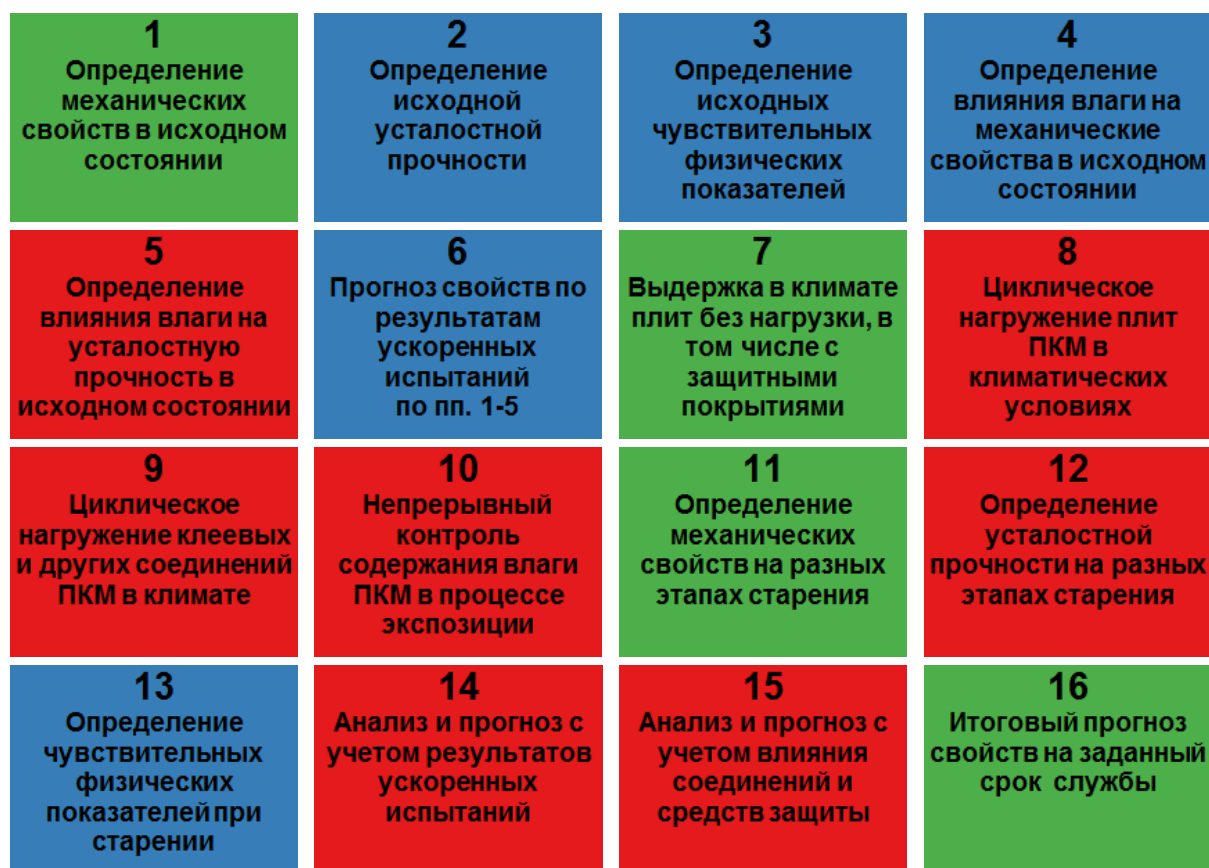 1
Определение
механических
свойств в исходном
состоянии
2
Определение
исходной
усталостной
прочности
3
Определение
исходных
чувствительных
физических
показателей
4
Определение
влияния влаги на
механические
свойства в исходном
состоянии
5
Определение
влияния влаги на
усталостную
прочность в
исходном состоянии
6
Прогноз свойств по
результатам
ускоренных
испытаний
по пп. 1-5
7
Выдержка в климате
плит без нагрузки, в
том числе с
защитными
покрытиями
8
Циклическое
нагружение плит
ПКМ в
климатических
условиях
9
Циклическое
нагружение клеевых
и других соединений
ПКМ в климате
10
Непрерывный
контроль
содержания влаги
ПКМ в процессе
экспозиции
11
Определение
механических
свойств на разных
этапах старения
12
Определение
усталостной
прочности на разных
этапах старения
13
Определение
чувствительных
физических
показателей при
старении
14
Анализ и прогноз с
учетом результатов
ускоренных
испытаний
15
Анализ и прогноз с
учетом влияния
соединений и
средств защиты
16
Итоговый прогноз
свойств на заданный
срок службы